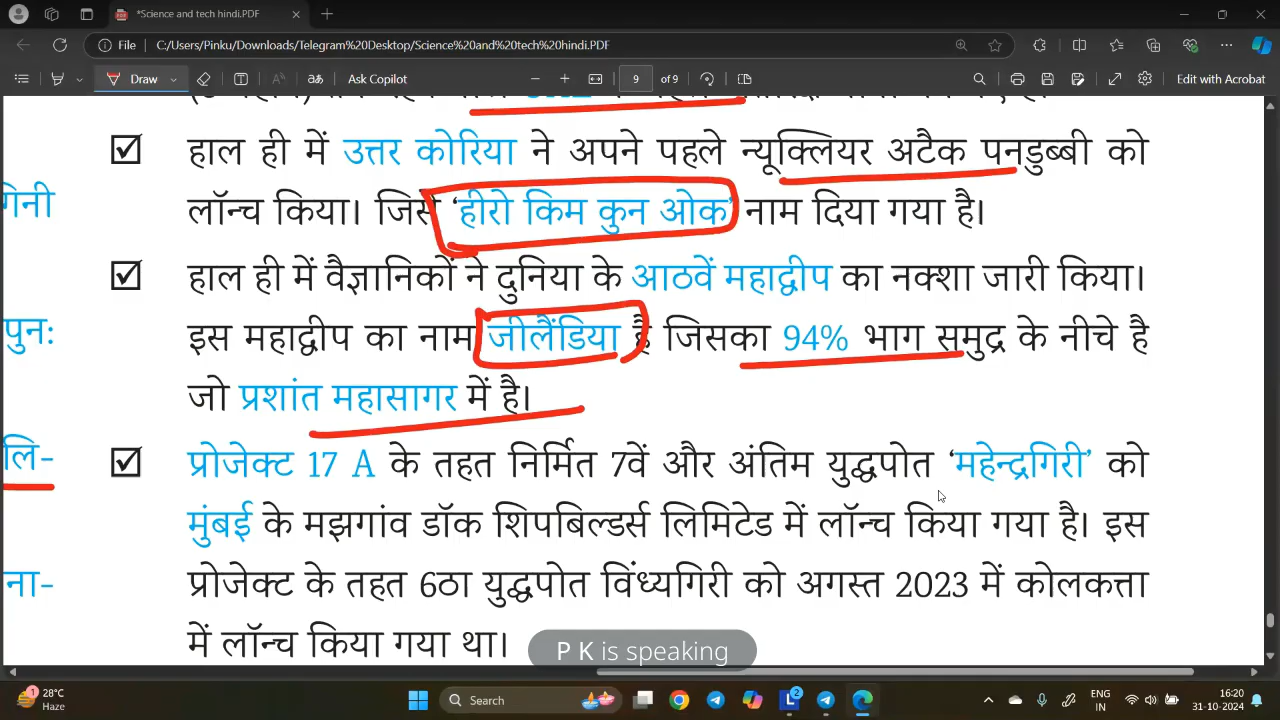 *Science and tech hindi.PDF
File C:/Users/Pinku/Downloads/Telegram%20Desktop/Science%20and%20tech%20hindi.PDF
Draw Ask Copilot 9 of 9 Edit with Acrobat
हाल ही में उत्तर कोरिया ने अपने पहले न्यूक्लियर अटैक पनडुब्बी को
गिनी
लॉन्च किया। जिसे ‘हीरो किम कुन ओक’ नाम दिया गया है।
हाल ही में वैज्ञानिकों ने दुनिया के आठवें महाद्वीप का नक्शा जारी किया।
पुनः इस महाद्वीप का नाम जीलैंडिया है जिसका 94% भाग समुद्र के नीचे है
जो प्रशांत महासागर में है।
लि- प्रोजेक्ट 17 A के तहत निर्मित 7वें और अंतिम युद्धपोत ‘महेन्द्रगिरी’ को
मुंबई के मझगांव डॉक शिपबिल्डर्स लिमिटेड में लॉन्च किया गया है। इस
ना- प्रोजेक्ट के तहत 6ठा युद्धपोत विंध्यगिरी को अगस्त 2023 में कोलकत्ता
में लॉन्च किया गया था।
P K is speaking
1 28°C Search 2 ENG 16:20
Haze IN 31-10-2024